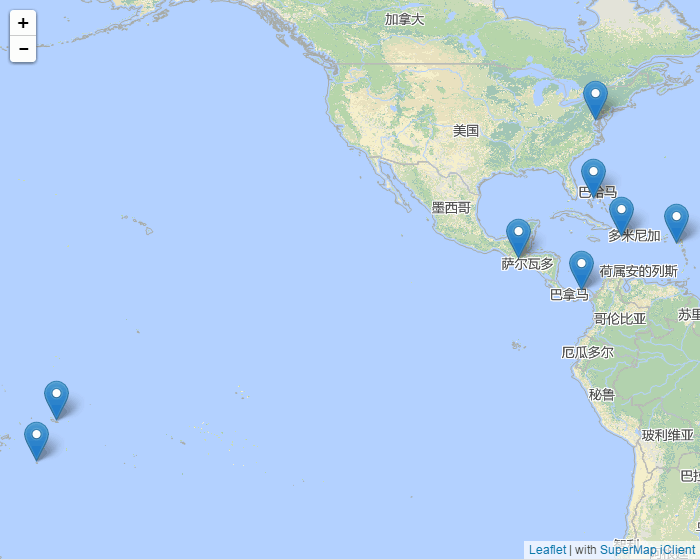 +
−
加拿大
美国
巴哈马
墨西哥
多米尼加
萨尔瓦多
荷属安的列斯
巴拿马
哥伦比亚
苏里
厄瓜多尔
秘鲁
玻利维亚
巴拉
智利
Leaflet | with SuperMap iClient